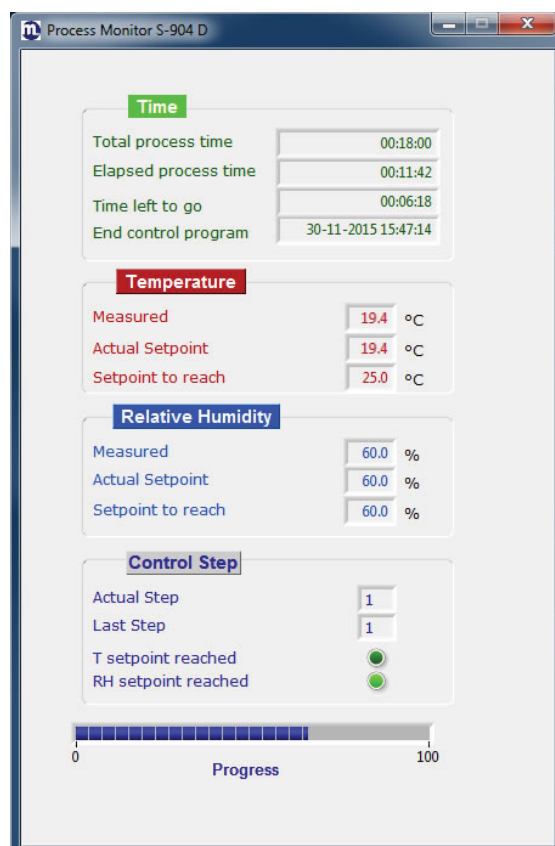 m Process Monitor S-904 D
Time
Total process time 00:18:00
Elapsed process time 00:11:42
Time left to go 00:06:18
End control program 30-11-2015 15:47:14
Temperature
Measured 19.4 °C
Actual Setpoint 19.4 °C
Setpoint to reach 25.0 °C
Relative Humidity
Measured 60.0 %
Actual Setpoint 60.0 %
Setpoint to reach 60.0 %
Control Step
Actual Step 1
Last Step 1
T setpoint reached
RH setpoint reached
0 100
Progress